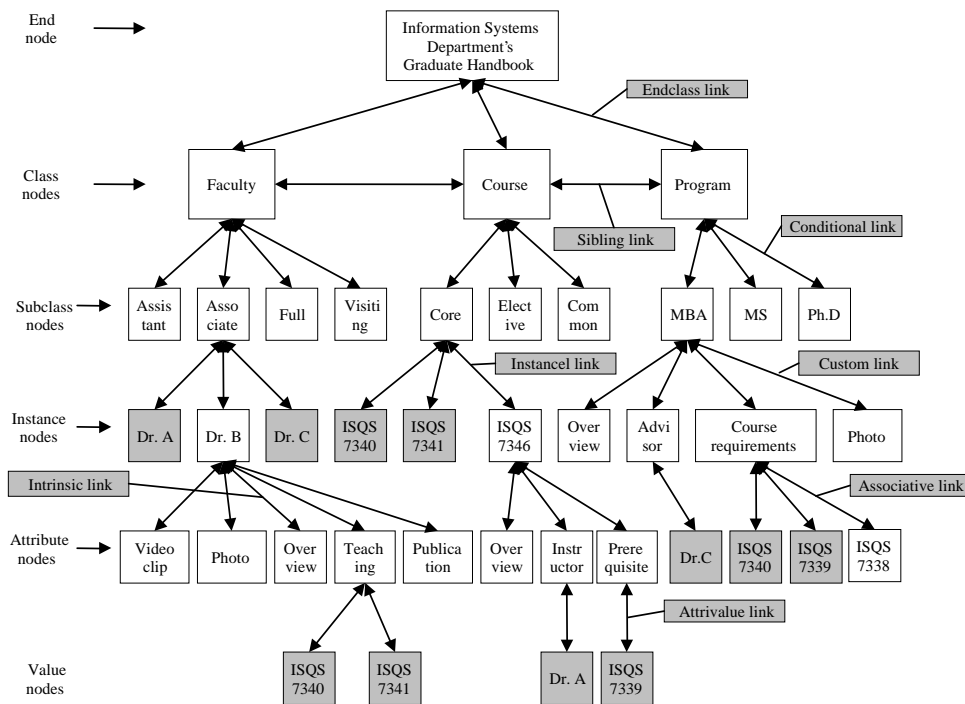 End
node
Information Systems
Department's
Graduate Handbook
Endclass link
Class
nodes
Faculty
Course
Program
Sibling link
Conditional link
Subclass
nodes
Assis
tant
Asso
ciate
Full
Visiti
ng
Core
Elect
ive
Com
mon
MBA
MS
Ph.D
Instancel link
Custom link
Instance
nodes
Dr. A
Dr. B
Dr. C
ISQS
7340
ISQS
7341
ISQS
7346
Over
view
Advi
sor
Course
requirements
Photo
Intrinsic link
Associative link
Attribute
nodes
Video
clip
Photo
Over
view
Teac
hing
Publica
tion
Over
view
Instr
uctor
Prere
quisite
Dr.C
ISQS
7340
ISQS
7339
ISQS
7338
Attrivalue link
Value
nodes
ISQS
7340
ISQS
7341
Dr. A
ISQS
7339